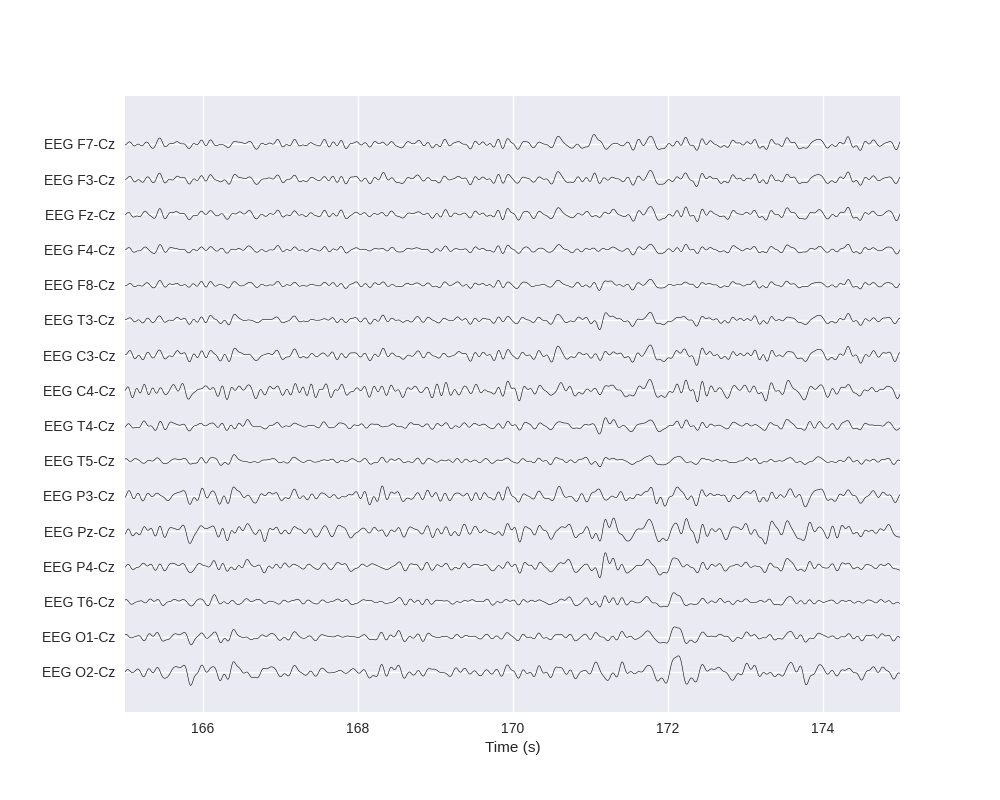 EEG F7-Cz
EEG F3-Cz
EEG Fz-Cz
EEG F4-Cz
EEG F8-Cz
EEG T3-Cz
EEG C3-Cz
EEG C4-Cz
EEG T4-Cz
EEG T5-Cz
EEG P3-Cz
EEG Pz-Cz
EEG P4-Cz
EEG T6-Cz
EEG O1-Cz
EEG O2-Cz
166 168 170 172 174
Time (s)